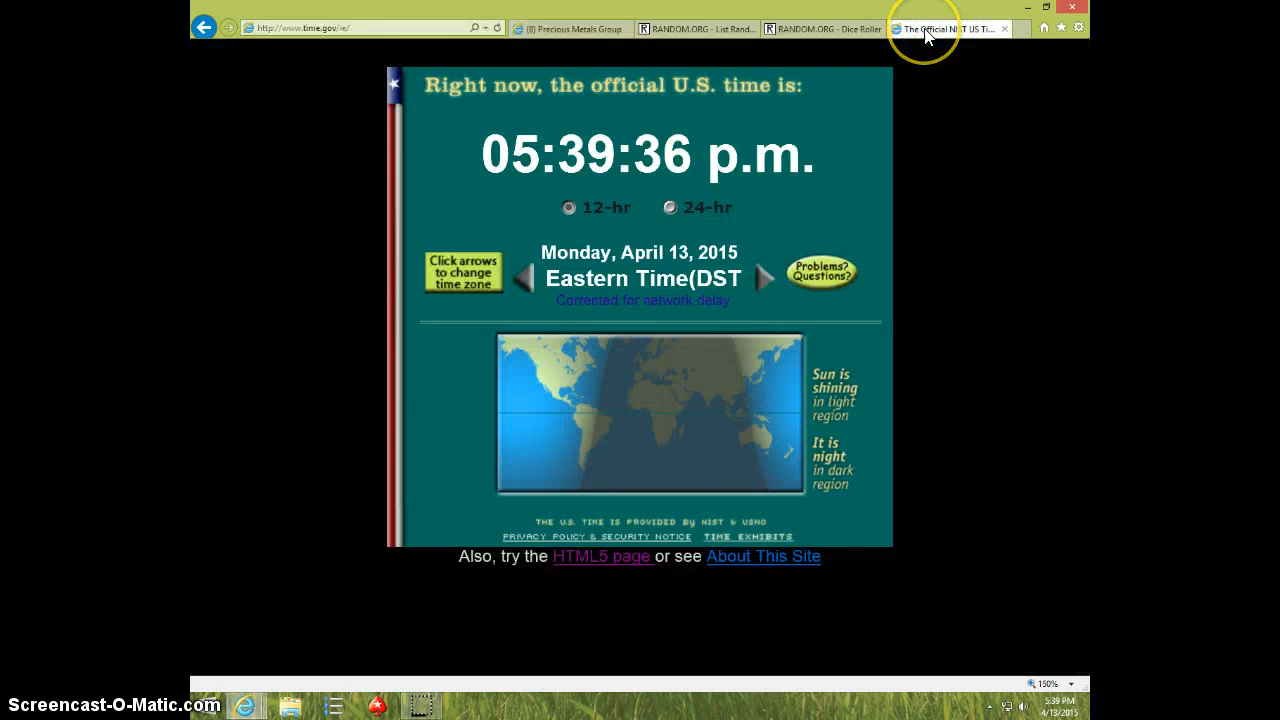 http://www.time.gov/ie/
(8) Precious Metals Group
RANDOM.ORG - List Rand...
RANDOM.ORG - Dice Roller
The Official NIST US Ti...
Right now, the official U.S. time is:
05:39:36 p.m.
12-hr 24-hr
Click arrows
to change
time zone
Monday, April 13, 2015
Eastern Time(DST
Corrected for network delay
Problems?
Questions?
Sun is
shining
in light
region
It is
night
in dark
region
THE U.S. TIME IS PROVIDED By NIST & USNO
PRIVACY POLICY & SECURITY NOTICE TIME EXHIBITS
Also, try the HTML5 page or see About This Site
150%
Screencast-O-Matic.com
5:39 PM
4/13/2015